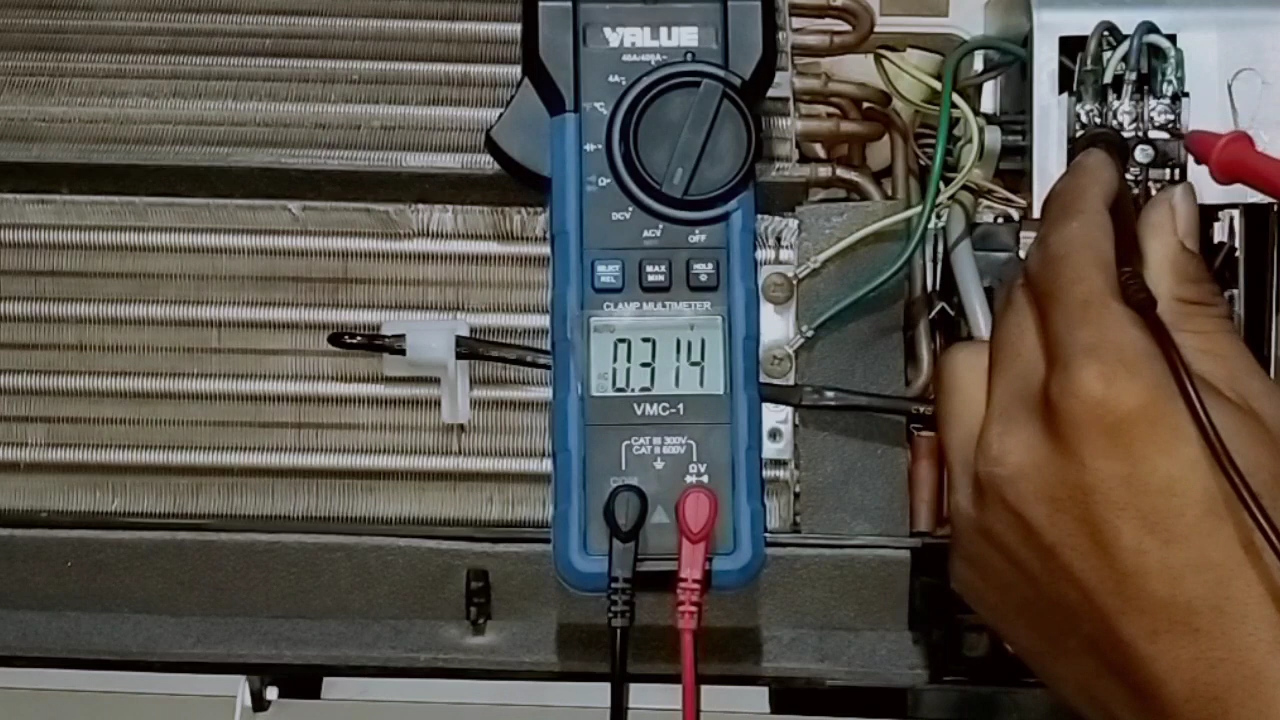 VALUE
40A/400A~
4A~
°F °C
Ω
DCV
ACV
OFF
SELECT
REL
MAX
MIN
HOLD
CLAMP MULTIMETER
AUTO
V
AC
0.314
VMC-1
CAT III 300V
CAT II 600V
COM
ΩV